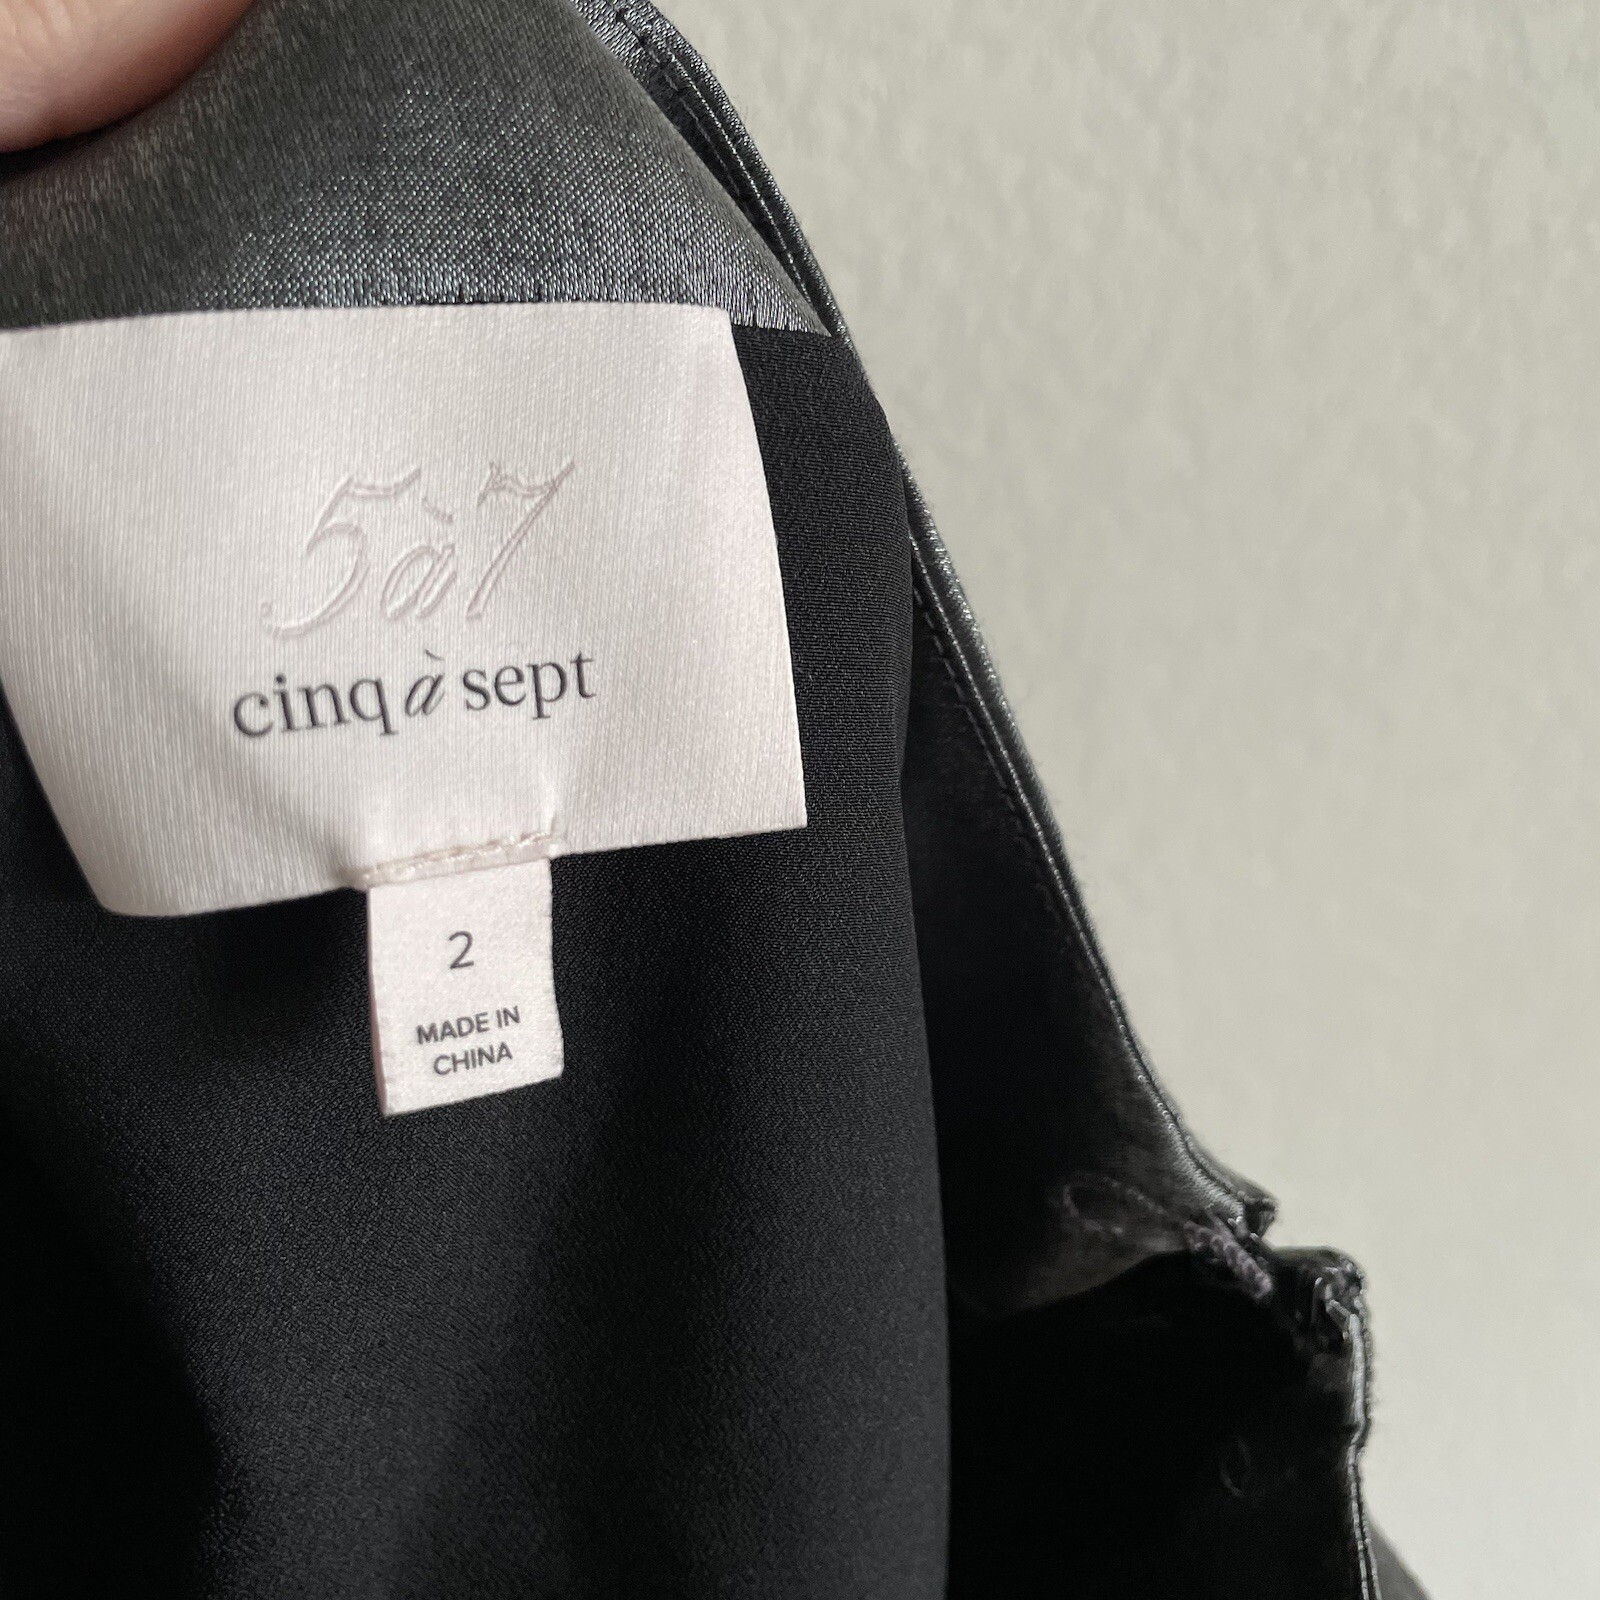 5à7
cinq à sept
2
MADE IN
CHINA